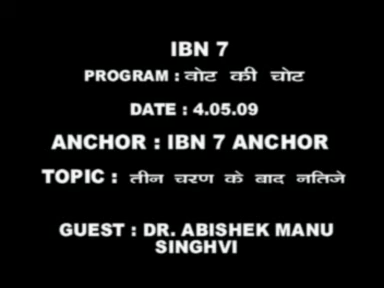 IBN 7
PROGRAM : वोट की चोट
DATE : 4.05.09
ANCHOR : IBN 7 ANCHOR
TOPIC : तीन चरण के बाद नतिजे
GUEST : DR. ABISHEK MANU
SINGHVI